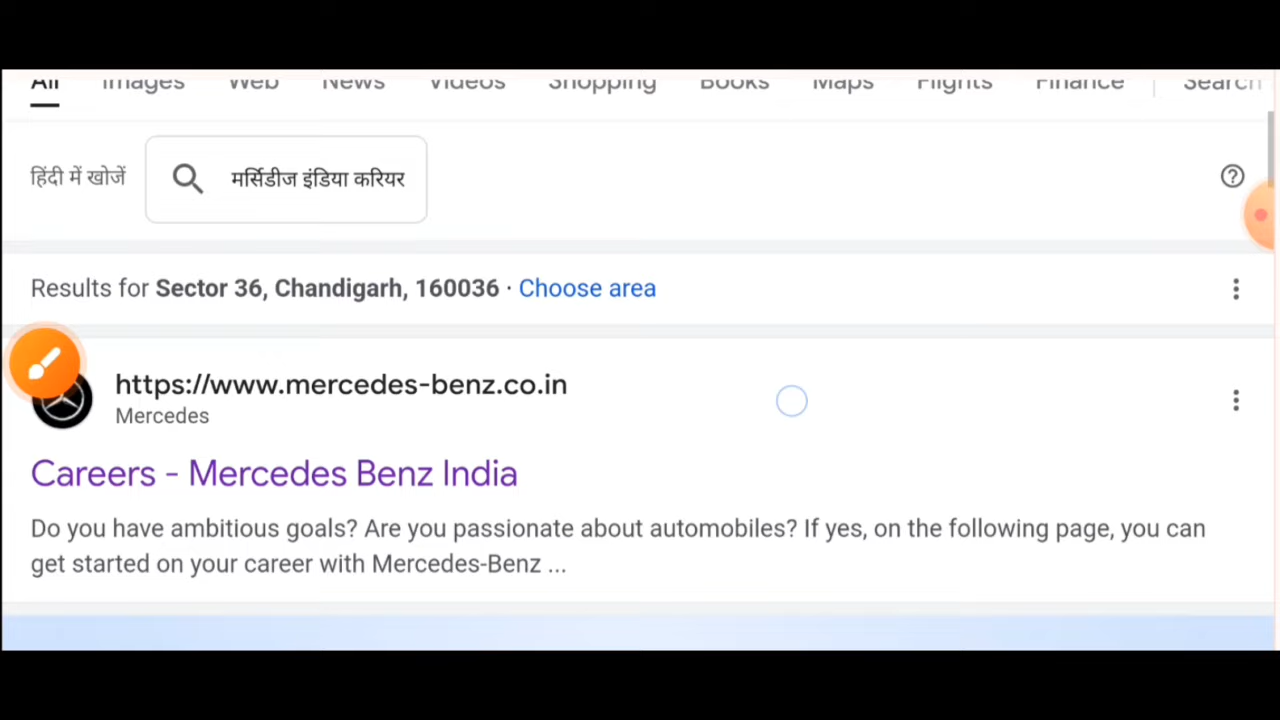 All Images Web News Videos Shopping Books Maps Flights Finance Search
हिंदी में खोजें मर्सिडीज इंडिया करियर
Results for Sector 36, Chandigarh, 160036 · Choose area
https://www.mercedes-benz.co.in
Mercedes
Careers - Mercedes Benz India
Do you have ambitious goals? Are you passionate about automobiles? If yes, on the following page, you can
get started on your career with Mercedes-Benz ...